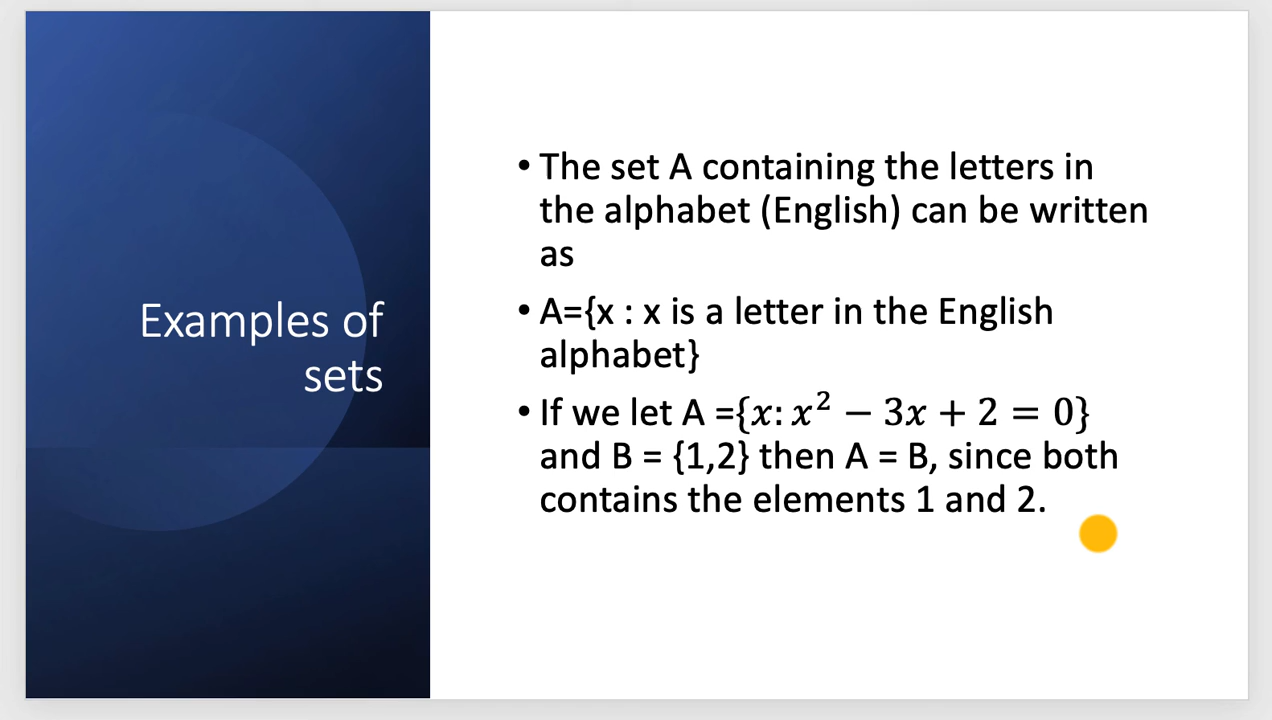 Examples of
sets
• The set A containing the letters in
the alphabet (English) can be written
as
• A={x : x is a letter in the English
alphabet}
• If we let A ={𝑥: 𝑥² − 3𝑥 + 2 = 0}
and B = {1,2} then A = B, since both
contains the elements 1 and 2.